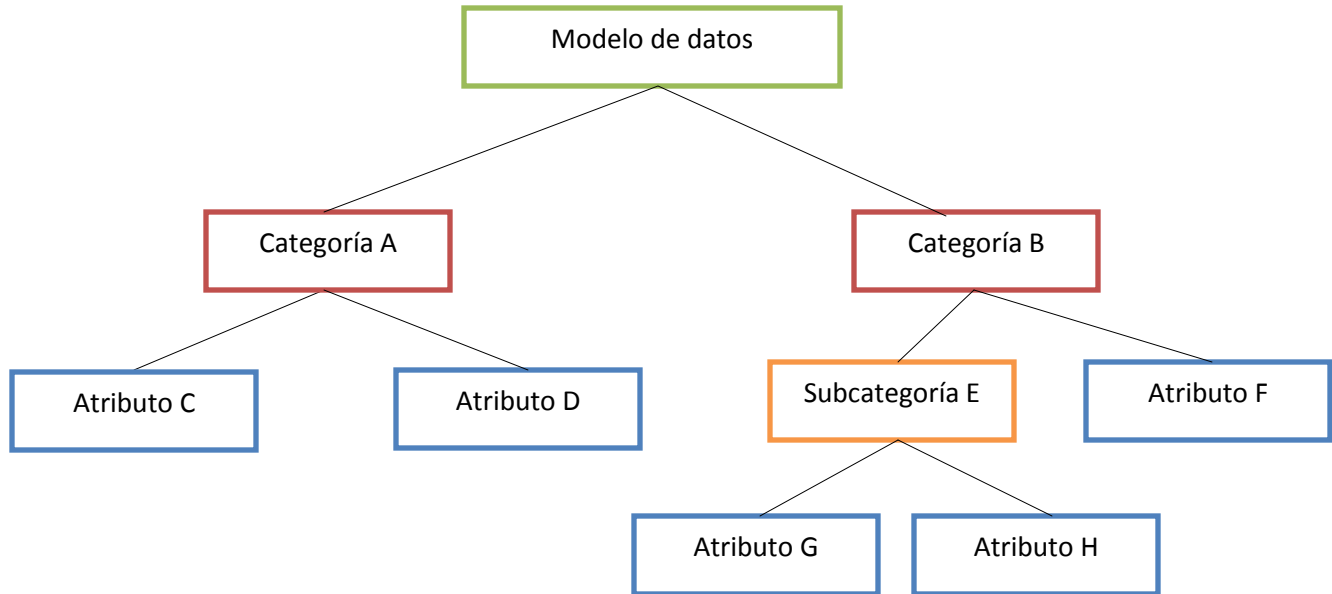 Modelo de datos
Categoría A
Categoría B
Atributo C
Atributo D
Subcategoría E
Atributo F
Atributo G
Atributo H